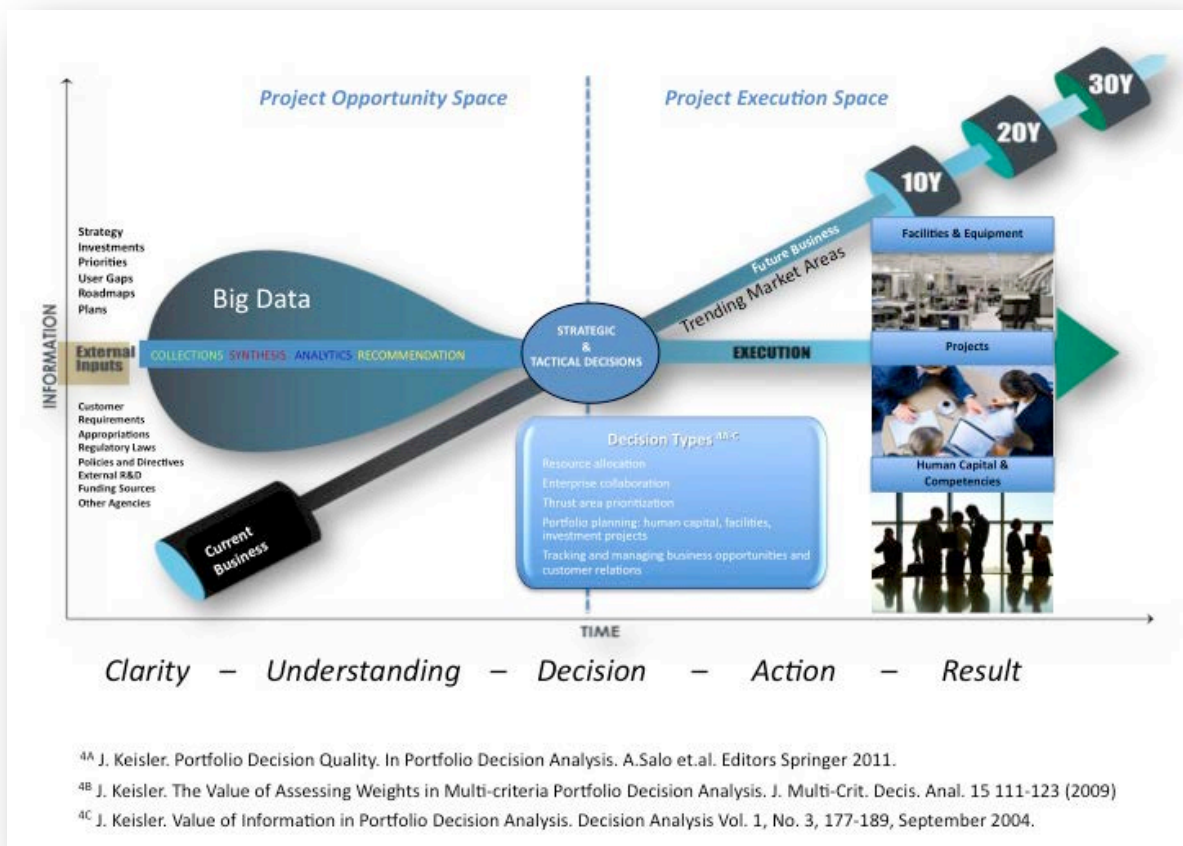 Project Opportunity Space
Project Execution Space
30Y
20Y
10Y
Strategy
Investments
Priorities
User Gaps
Roadmaps
Plans
Big Data
Future Business
Trending Market Areas
Facilities & Equipment
INFORMATION
External
Inputs
COLLECTIONS SYNTHESIS ANALYTICS RECOMMENDATION
STRATEGIC
&
TACTICAL DECISIONS
EXECUTION
Projects
Customer
Requirements
Appropriations
Regulatory Laws
Policies and Directives
External R&D
Funding Sources
Other Agencies
Current
Business
Decision Types 4A-C
Resource allocation
Enterprise collaboration
Thrust area prioritization
Portfolio planning: human capital, facilities,
investment projects
Tracking and managing business opportunities and
customer relations
Human Capital &
Competencies
TIME
Clarity – Understanding – Decision – Action – Result
4A J. Keisler. Portfolio Decision Quality. In Portfolio Decision Analysis. A.Salo et.al. Editors Springer 2011.
4B J. Keisler. The Value of Assessing Weights in Multi-criteria Portfolio Decision Analysis. J. Multi-Crit. Decis. Anal. 15 111-123 (2009)
4C J. Keisler. Value of Information in Portfolio Decision Analysis. Decision Analysis Vol. 1, No. 3, 177-189, September 2004.